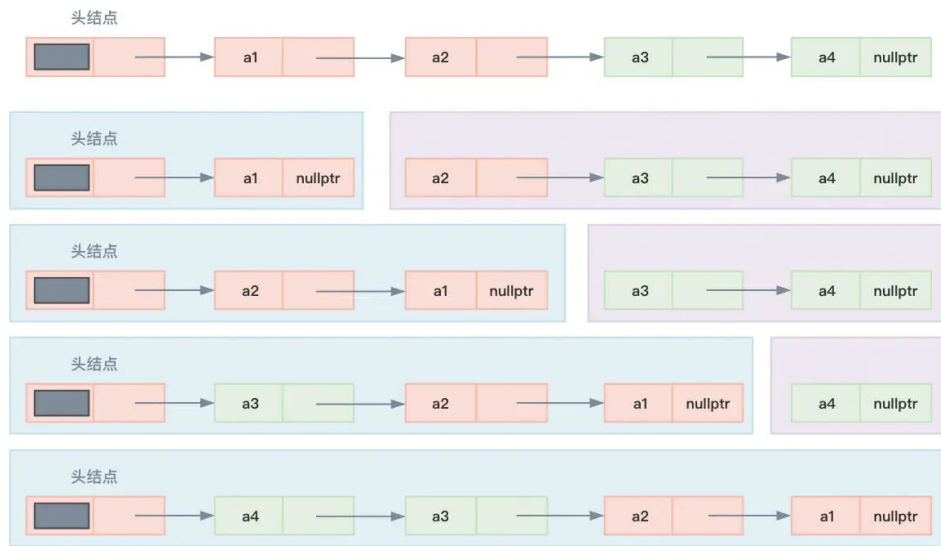 头结点
a1 a2 a3 a4 nullptr
头结点
a1 nullptr a2 a3 a4 nullptr
头结点
a2 a1 nullptr a3 a4 nullptr
头结点
a3 a2 a1 nullptr a4 nullptr
头结点
a4 a3 a2 a1 nullptr